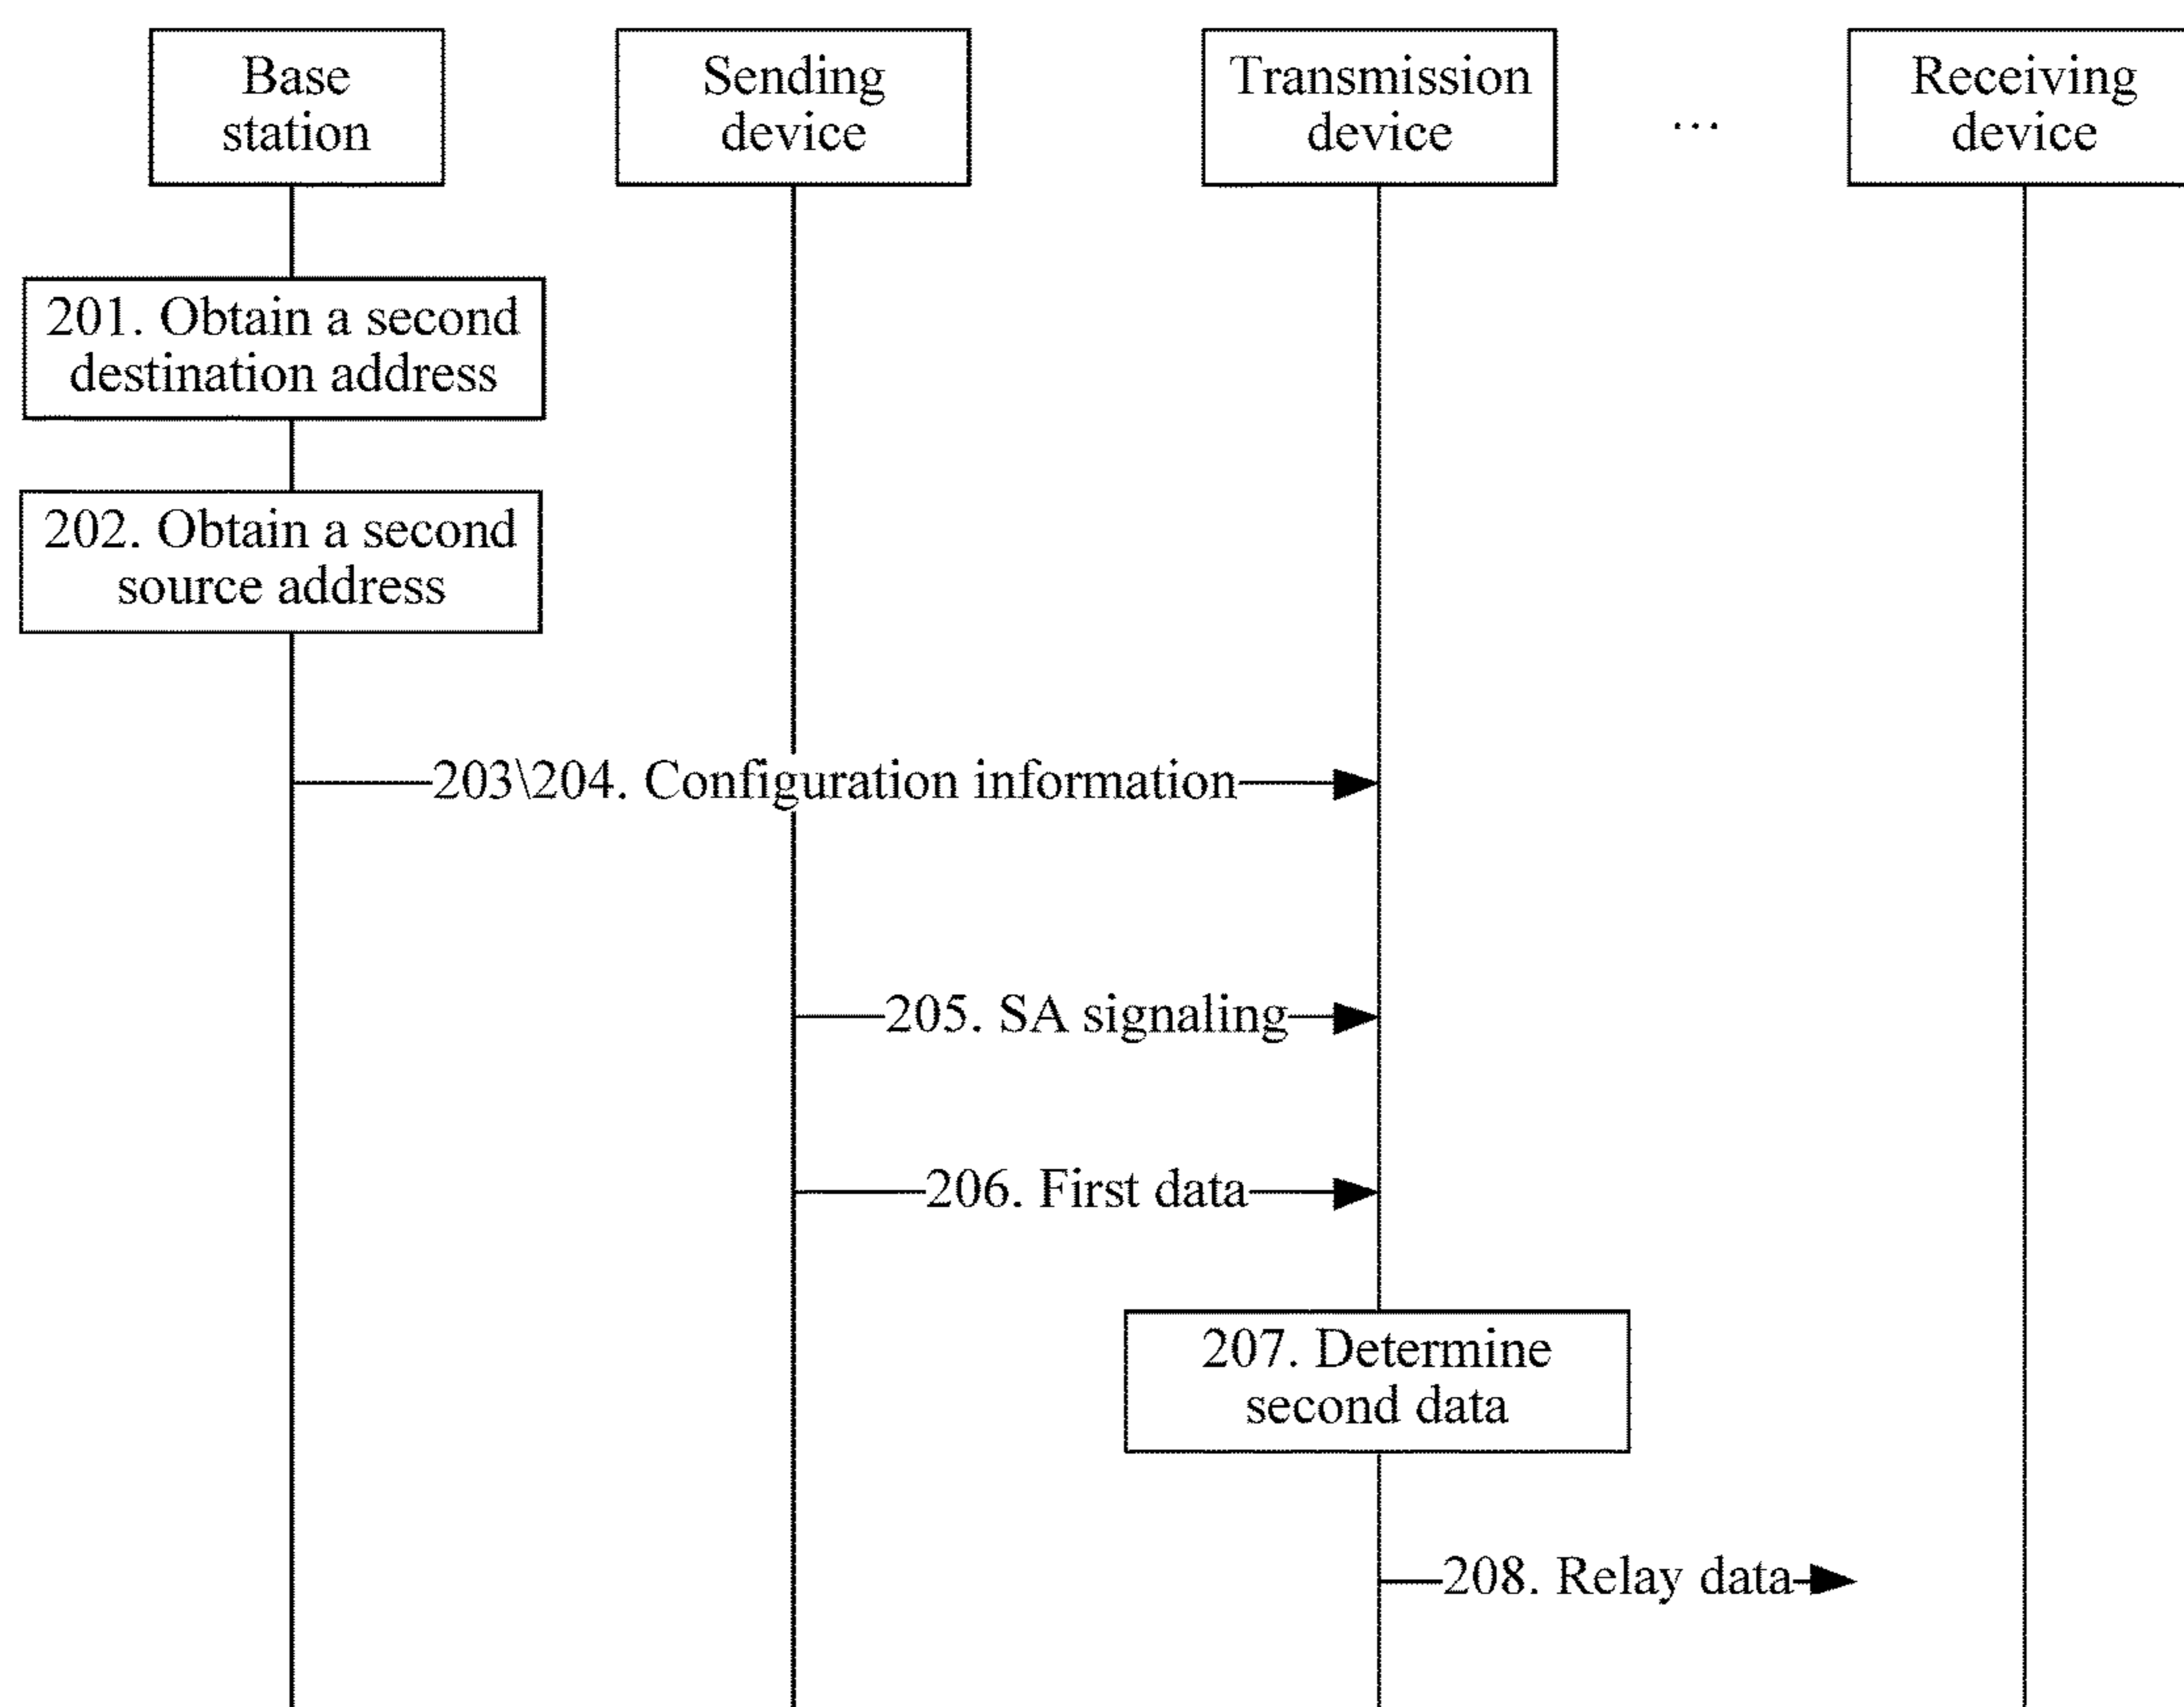 Base
station
Sending
device
Transmission
device
...
Receiving
device
201. Obtain a second
destination address
202. Obtain a second
source address
203\204. Configuration information
205. SA signaling
206. First data
207. Determine
second data
208. Relay data